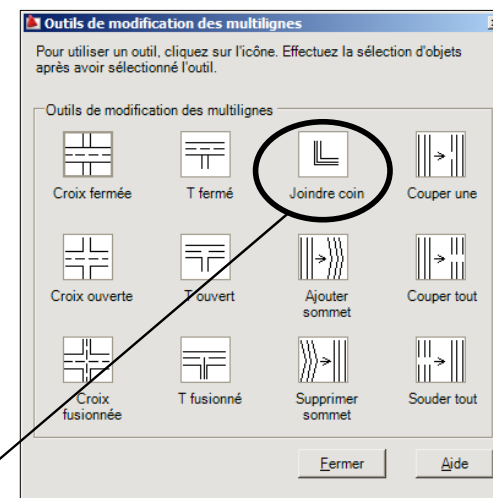 Outils de modification des multilignes
Pour utiliser un outil, cliquez sur l'icône. Effectuez la sélection d'objets
après avoir sélectionné l'outil.
Outils de modification des multilignes
Croix fermée T fermé Joindre coin Couper une
Croix ouverte T ouvert Ajouter sommet Couper tout
Croix fusionnée T fusionné Supprimer sommet Souder tout
Fermer Aide